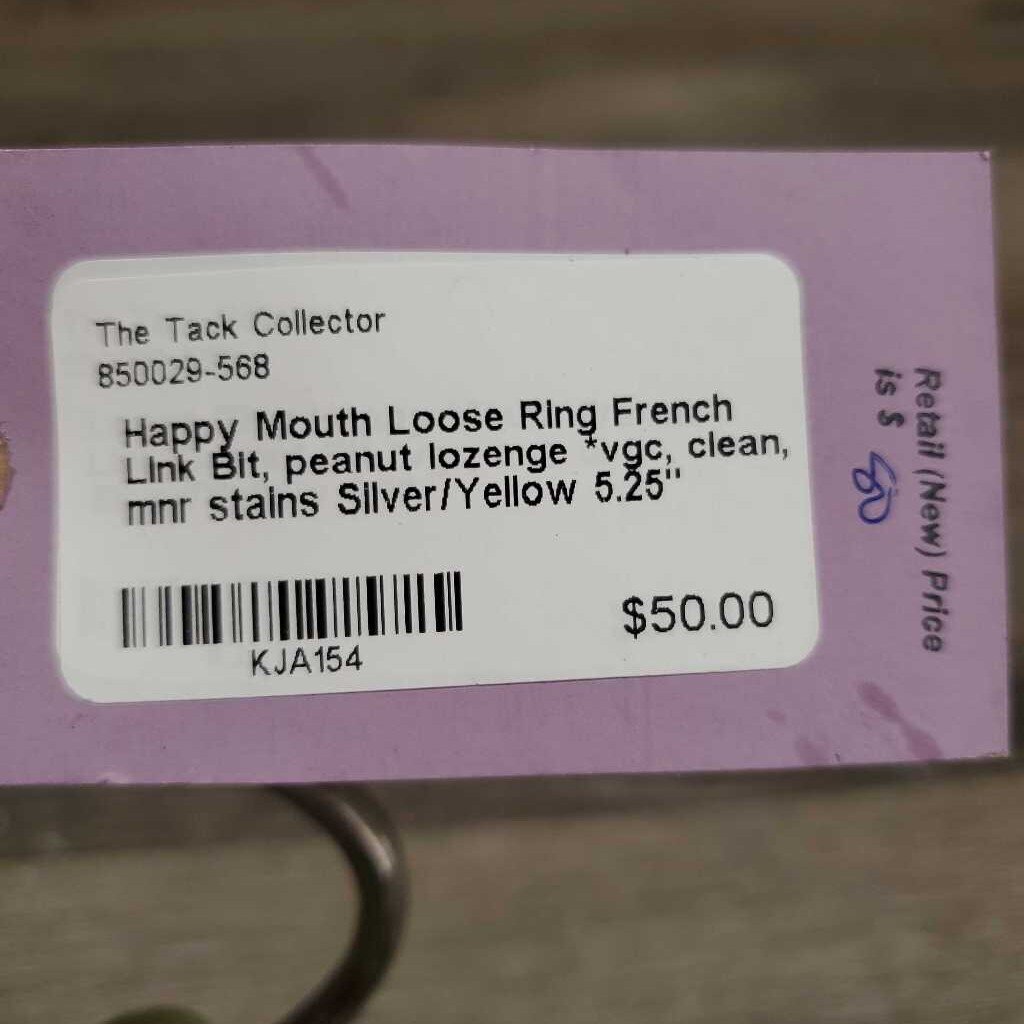 The Tack Collector
850029-568
Happy Mouth Loose Ring French
Link Bit, peanut lozenge *vgc, clean,
mnr stains Silver/Yellow 5.25"
KJA154
$50.00
Retail (New) Price
is $